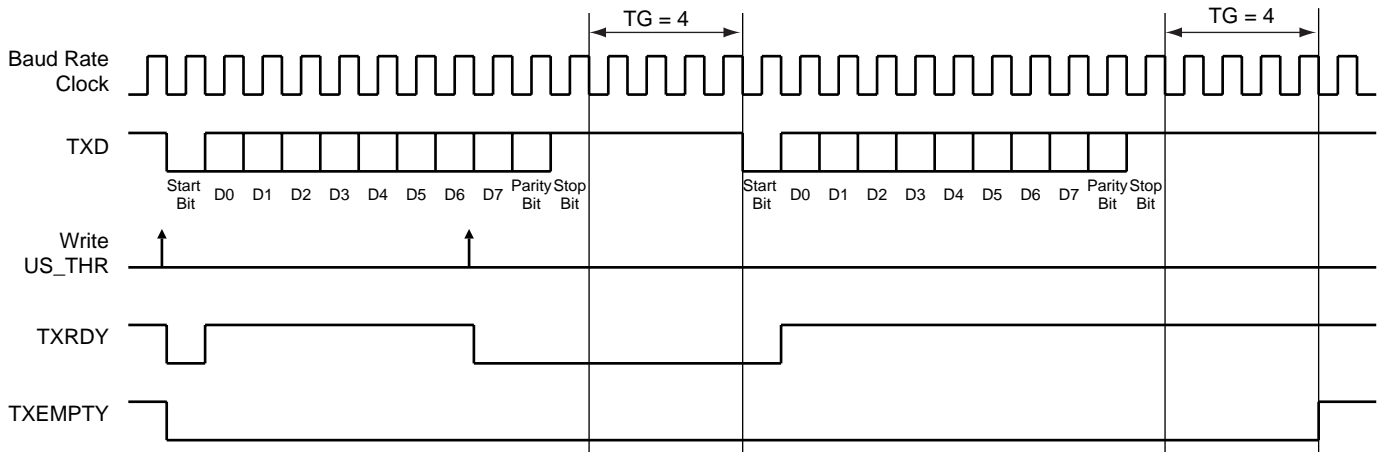 TG = 4
TG = 4
Baud Rate
Clock
TXD
Start
Bit
D0
D1
D2
D3
D4
D5
D6
D7
Parity
Bit
Stop
Bit
Start
Bit
D0
D1
D2
D3
D4
D5
D6
D7
Parity
Bit
Stop
Bit
Write
US_THR
TXRDY
TXEMPTY